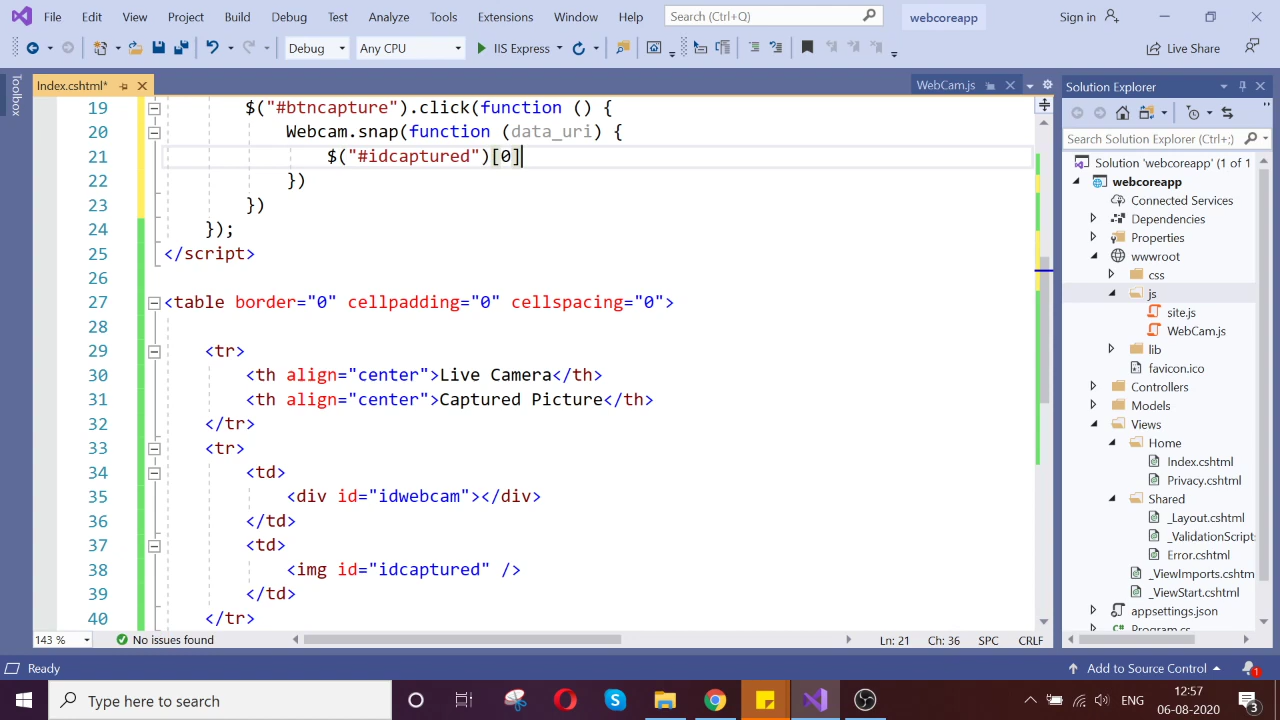 File Edit View Project Build Debug Test Analyze Tools Extensions Window Help Search (Ctrl+Q) webcoreapp Sign in
Debug Any CPU IIS Express Live Share
Toolbox
Index.cshtml* WebCam.js
19 $("#btncapture").click(function () {
20 Webcam.snap(function (data_uri) {
21 $("#idcaptured")[0]
22 })
23 })
24 });
25 </script>
26
27 <table border="0" cellpadding="0" cellspacing="0">
28
29 <tr>
30 <th align="center">Live Camera</th>
31 <th align="center">Captured Picture</th>
32 </tr>
33 <tr>
34 <td>
35 <div id="idwebcam"></div>
36 </td>
37 <td>
38 <img id="idcaptured" />
39 </td>
40 </tr>
143 % No issues found Ln: 21 Ch: 36 SPC CRLF
Solution Explorer
Search Solution Explorer (Ctrl+;)
Solution 'webcoreapp' (1 of 1
webcoreapp
Connected Services
Dependencies
Properties
wwwroot
css
js
site.js
WebCam.js
lib
favicon.ico
Controllers
Models
Views
Home
Index.cshtml
Privacy.cshtml
Shared
_Layout.cshtml
_ValidationScripts
Error.cshtml
_ViewImports.cshtm
_ViewStart.cshtml
appsettings.json
Program.cs
Ready Add to Source Control 1
Type here to search ENG 12:57
06-08-2020 3